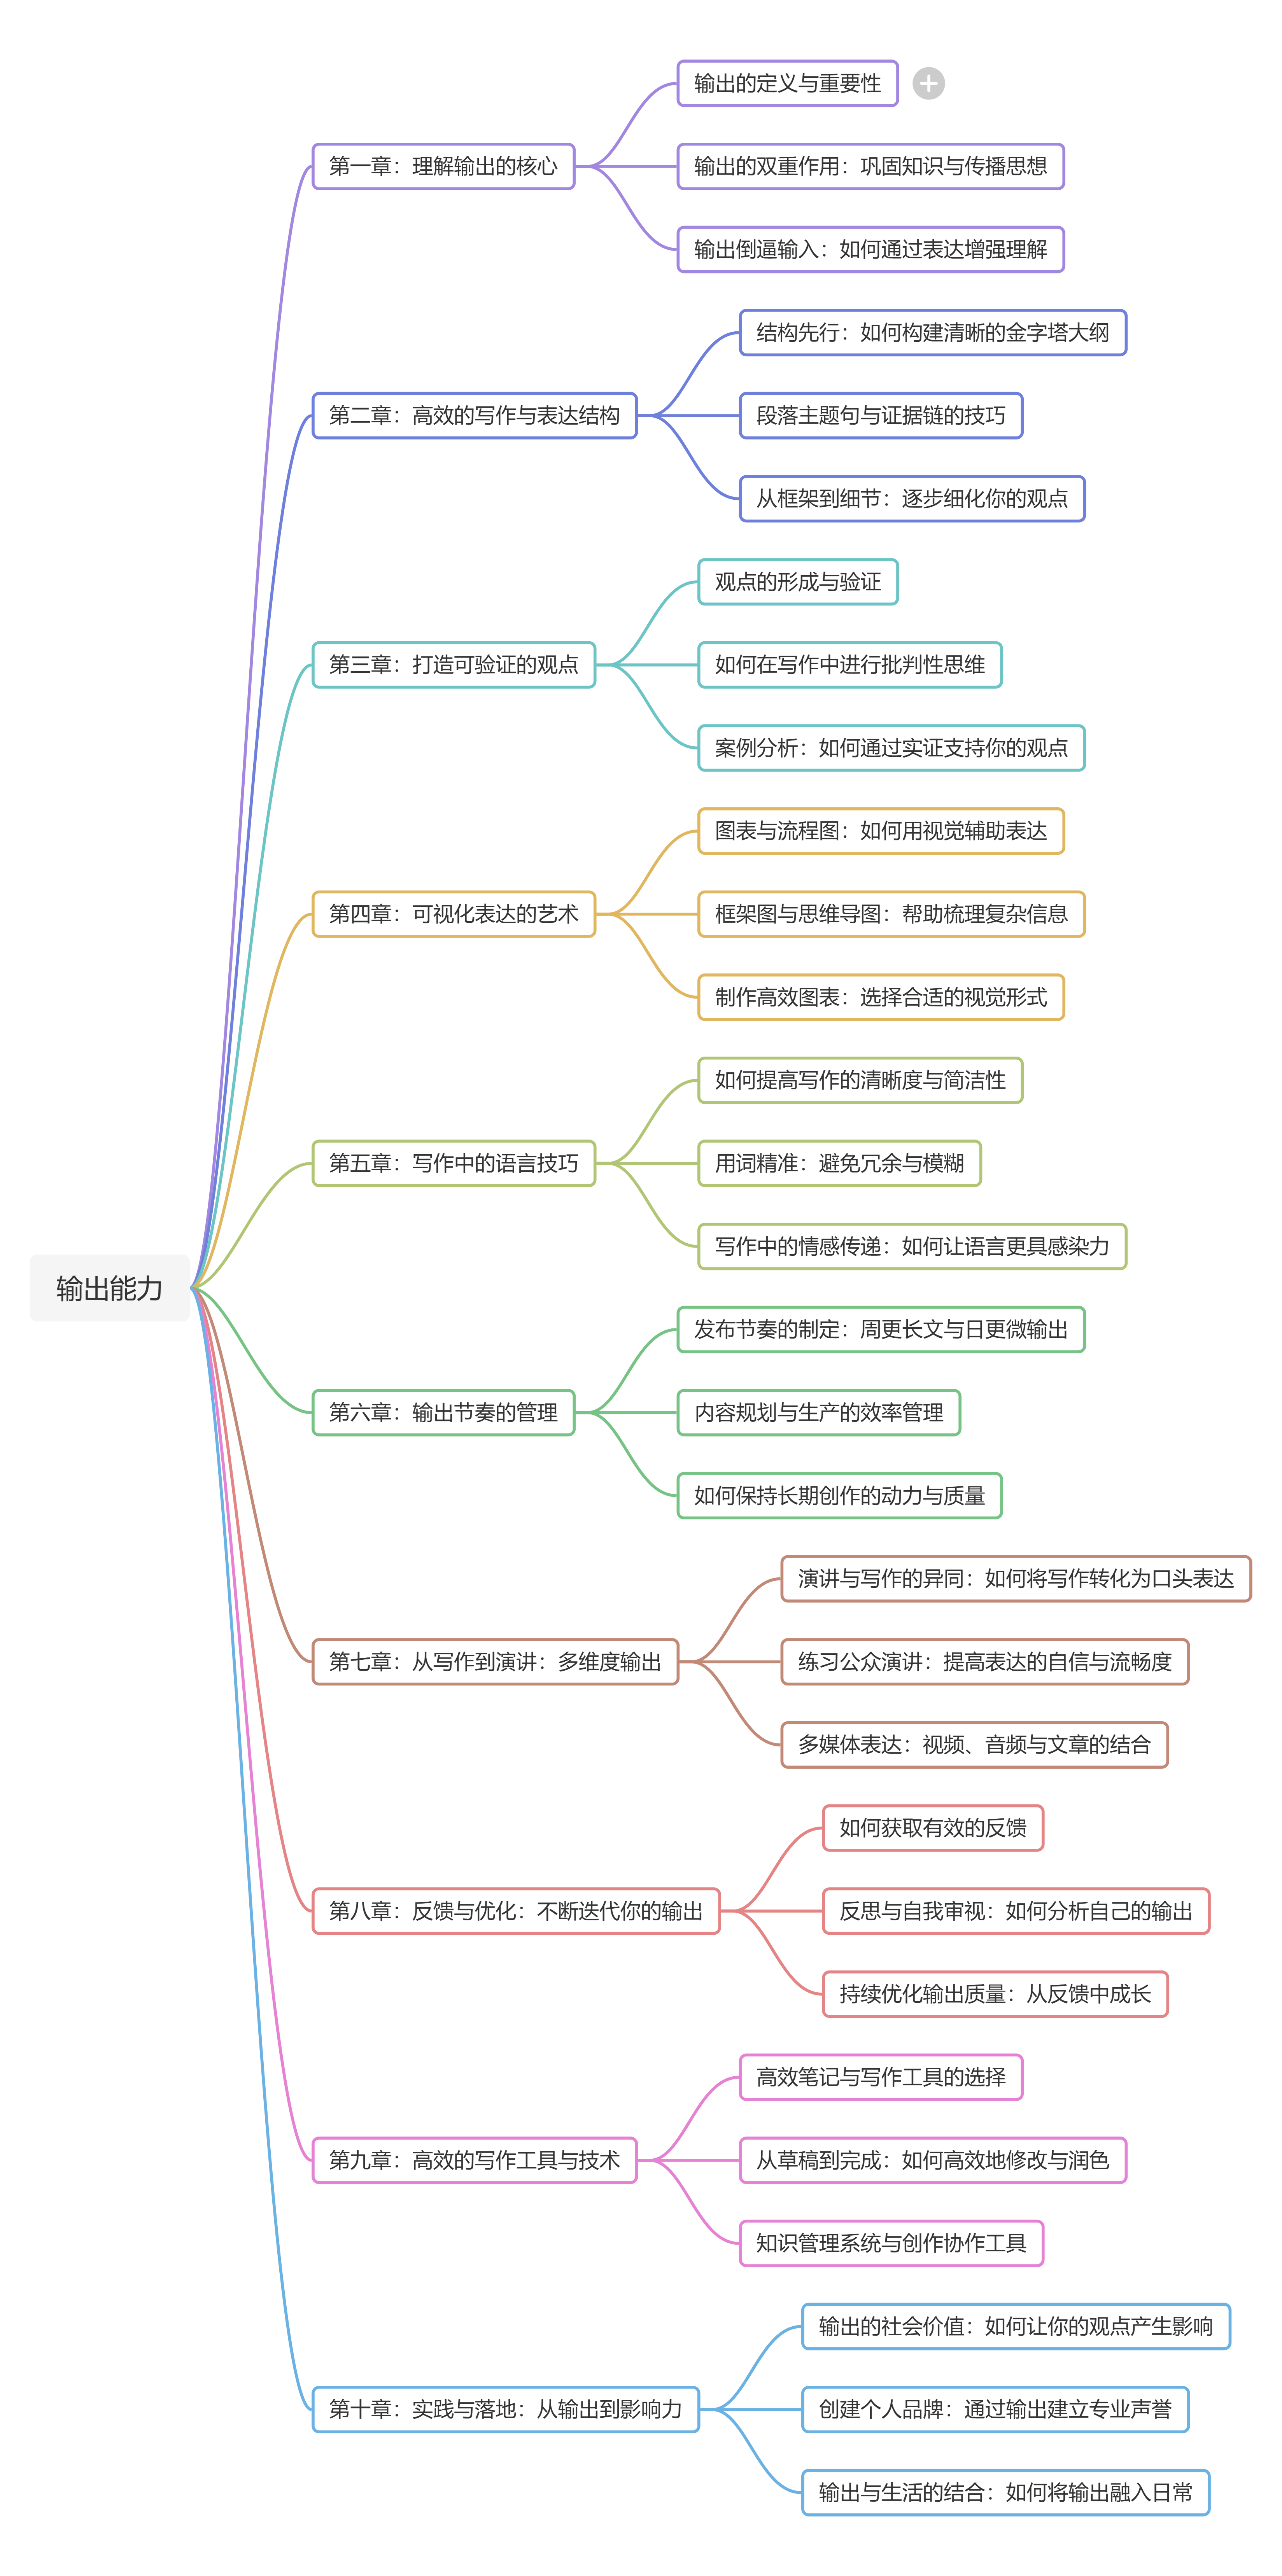 输出能力
第一章：理解输出的核心
输出的定义与重要性
输出的双重作用：巩固知识与传播思想
输出倒逼输入：如何通过表达增强理解
第二章：高效的写作与表达结构
结构先行：如何构建清晰的金字塔大纲
段落主题句与证据链的技巧
从框架到细节：逐步细化你的观点
第三章：打造可验证的观点
观点的形成与验证
如何在写作中进行批判性思维
案例分析：如何通过实证支持你的观点
第四章：可视化表达的艺术
图表与流程图：如何用视觉辅助表达
框架图与思维导图：帮助梳理复杂信息
制作高效图表：选择合适的视觉形式
第五章：写作中的语言技巧
如何提高写作的清晰度与简洁性
用词精准：避免冗余与模糊
写作中的情感传递：如何让语言更具感染力
第六章：输出节奏的管理
发布节奏的制定：周更长文与日更微输出
内容规划与生产的效率管理
如何保持长期创作的动力与质量
第七章：从写作到演讲：多维度输出
演讲与写作的异同：如何将写作转化为口头表达
练习公众演讲：提高表达的自信与流畅度
多媒体表达：视频、音频与文章的结合
第八章：反馈与优化：不断迭代你的输出
如何获取有效的反馈
反思与自我审视：如何分析自己的输出
持续优化输出质量：从反馈中成长
第九章：高效的写作工具与技术
高效笔记与写作工具的选择
从草稿到完成：如何高效地修改与润色
知识管理系统与创作协作工具
第十章：实践与落地：从输出到影响力
输出的社会价值：如何让你的观点产生影响
创建个人品牌：通过输出建立专业声誉
输出与生活的结合：如何将输出融入日常